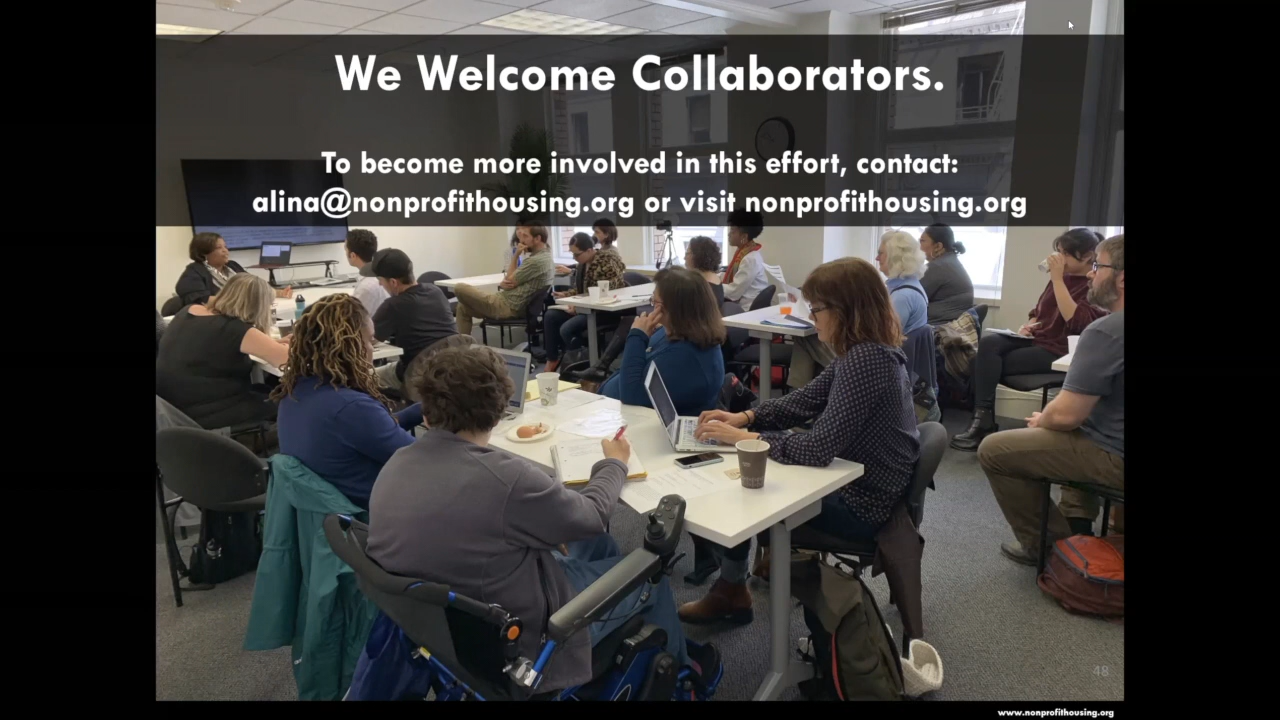 We Welcome Collaborators.
To become more involved in this effort, contact:
alina@nonprofithousing.org or visit nonprofithousing.org
48
www.nonprofithousing.org